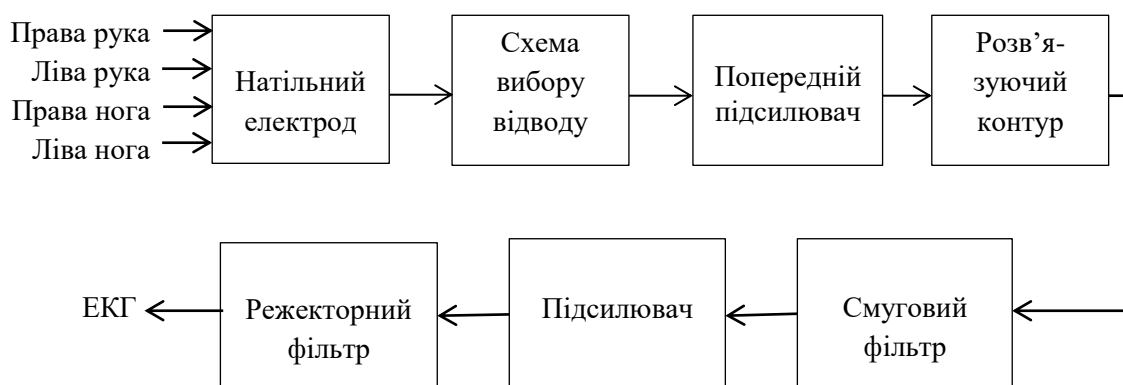 Права рука
Ліва рука
Права нога
Ліва нога
Натільний
електрод
Схема
вибору
відводу
Попередній
підсилювач
Розв’я-
зуючий
контур
ЕКГ
Режекторний
фільтр
Підсилювач
Смуговий
фільтр